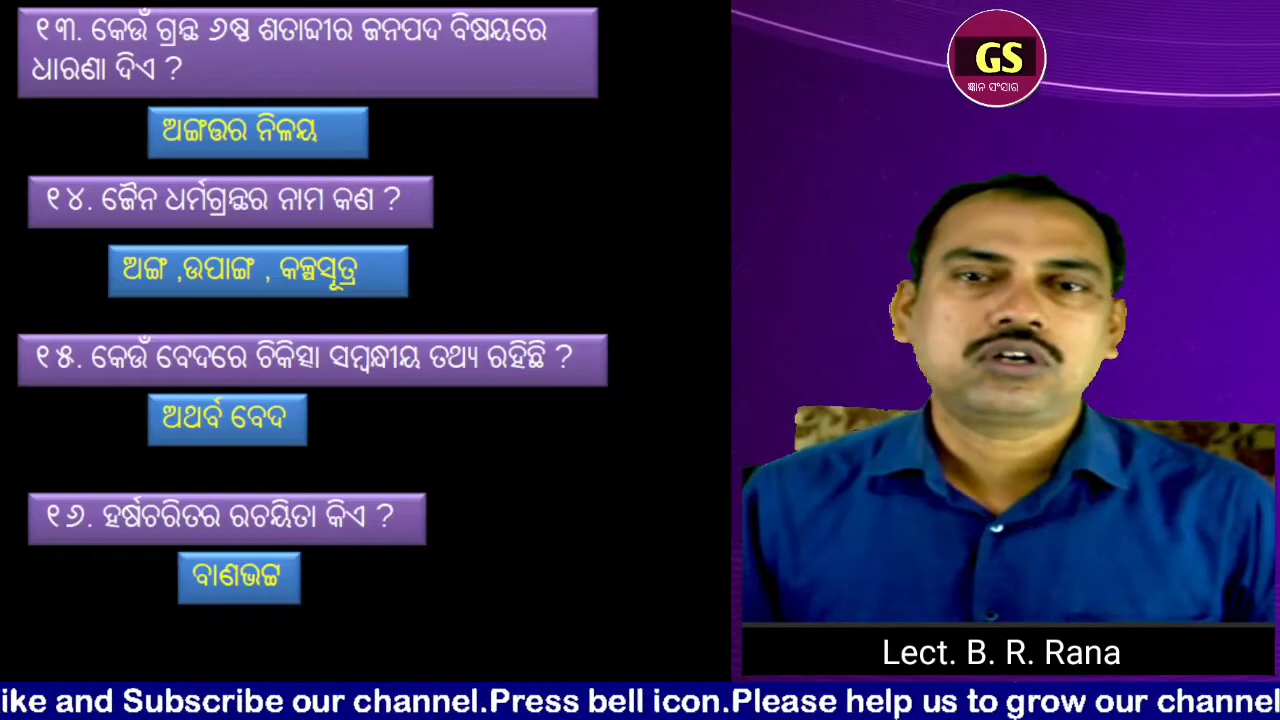 ୧୩. କେଉଁ ଗ୍ରନ୍ଥ ୬ଷ୍ଠ ଶତାବ୍ଦୀର ଜନପଦ ବିଷୟରେ
ଧାରଣା ଦିଏ ?
ଅଙ୍ଗତ୍ତର ନିଳୟ
୧୪. ଜୈନ ଧର୍ମଗ୍ରନ୍ଥର ନାମ କଣ ?
ଅଙ୍ଗ ,ଉପାଙ୍ଗ , କଳ୍ପସୂତ୍ର
୧୫. କେଉଁ ବେଦରେ ଚିକିତ୍ସା ସମ୍ବନ୍ଧୀୟ ତଥ୍ୟ ରହିଛି ?
ଅଥର୍ବ ବେଦ
୧୬. ହର୍ଷଚରିତର ରଚୟିତା କିଏ ?
ବାଣଭଟ୍ଟ
GS
ଜ୍ଞାନ ସଂସାର
Lect. B. R. Rana
ike and Subscribe our channel.Press bell icon.Please help us to grow our channel